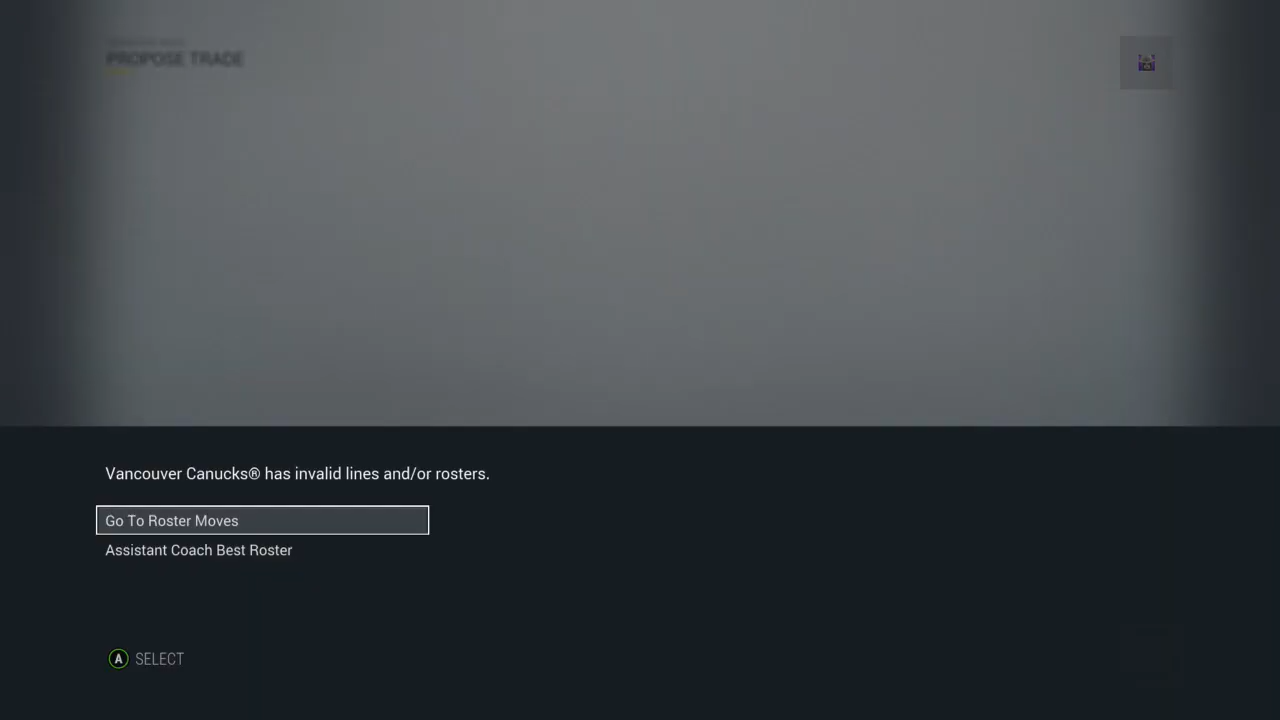 PROPOSE TRADE
Vancouver Canucks® has invalid lines and/or rosters.
Go To Roster Moves
Assistant Coach Best Roster
A SELECT